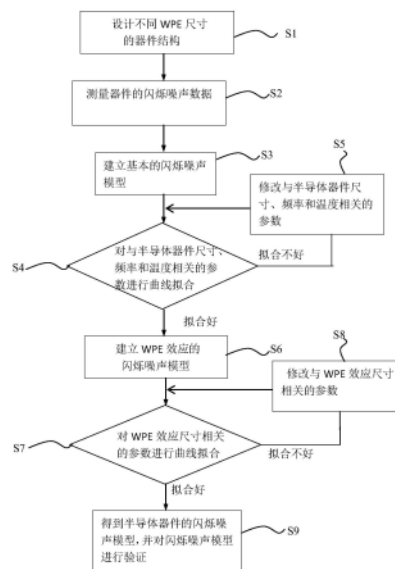 设计不同 WPE 尺寸
的器件结构
S1
测量器件的闪烁噪声数据
S2
S3
建立基本的闪烁噪声
模型
S5
修改与半导体器件尺
寸、频率和温度相关的
参数
对与半导体器件尺寸、
频率和温度相关的参
数进行曲线拟合
拟合不好
S4
拟合好
建立 WPE 效应的
闪烁噪声模型
S6
S8
修改与 WPE 效应尺寸
相关的参数
对 WPE 效应尺寸相关
的参数进行曲线拟合
S7
拟合不好
拟合好
得到半导体器件的闪烁噪
声模型，并对闪烁噪声模型
进行验证
S9